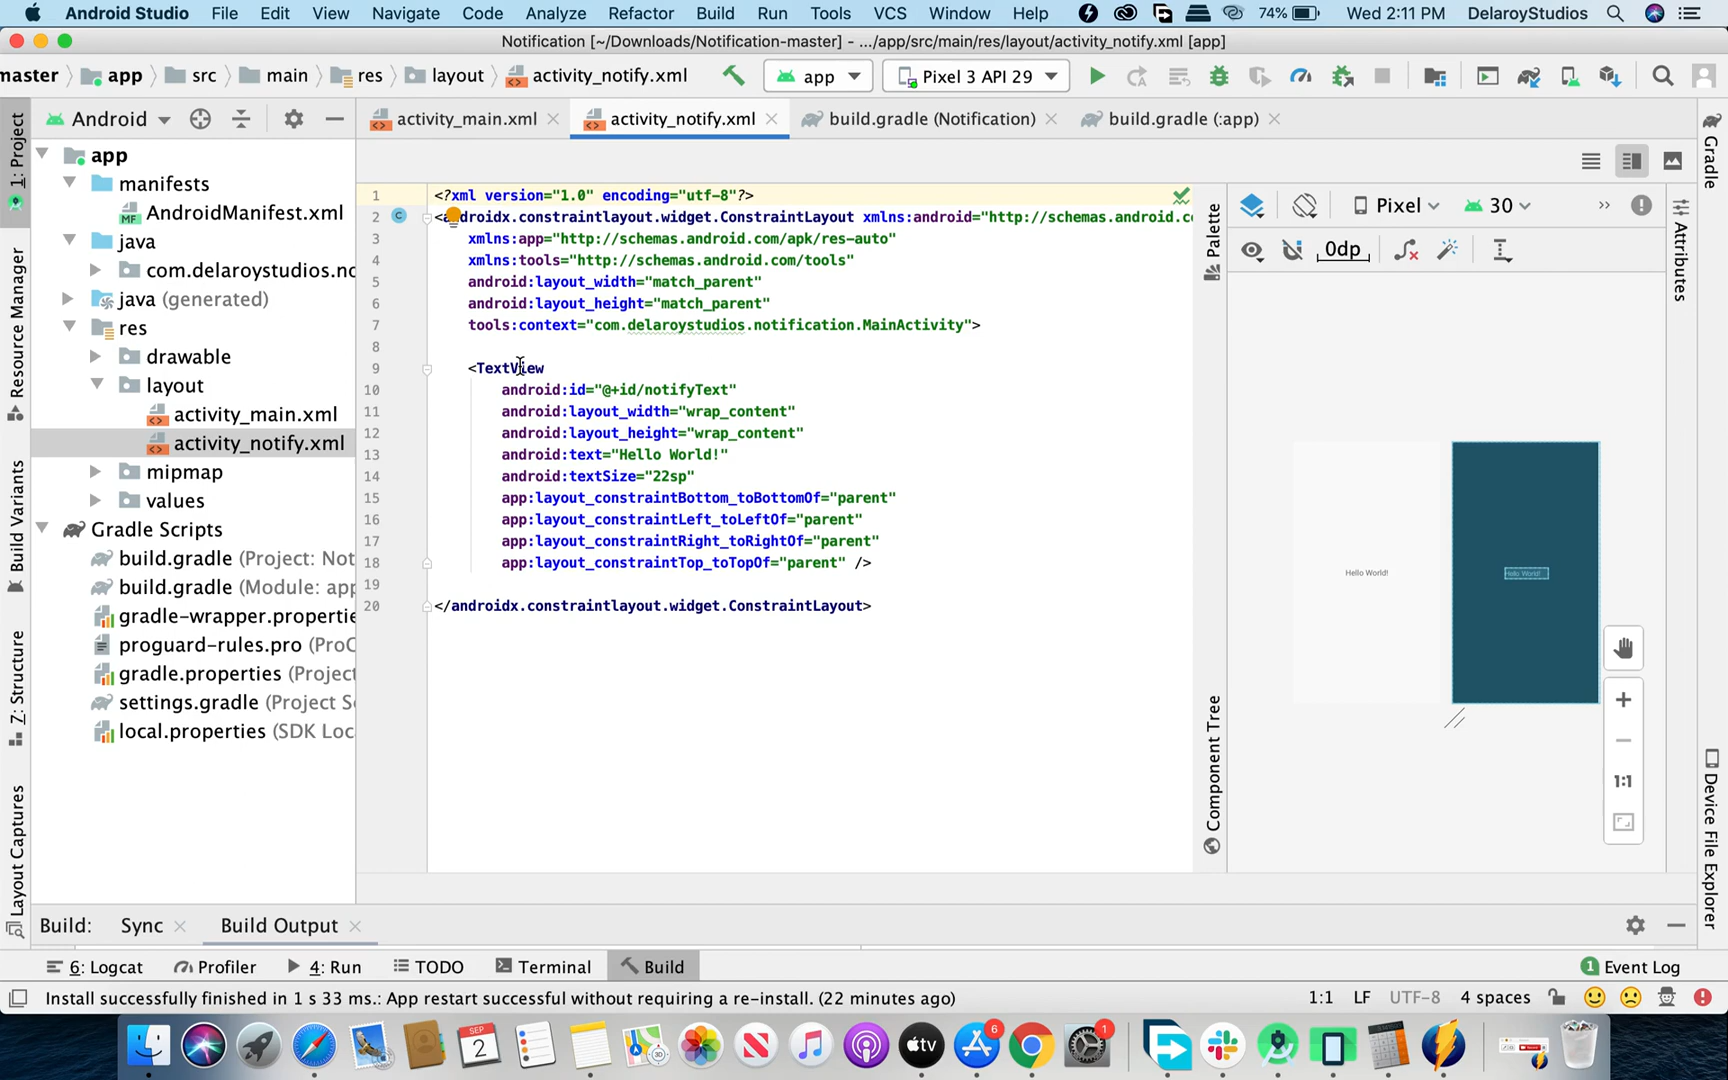 Android Studio File Edit View Navigate Code Analyze Refactor Build Run Tools VCS Window Help 74% Wed 2:11 PM DelaroyStudios
Notification [~/Downloads/Notification-master] - .../app/src/main/res/layout/activity_notify.xml [app]
master app src main res layout activity_notify.xml app Pixel 3 API 29
Android activity_main.xml activity_notify.xml build.gradle (Notification) build.gradle (:app)
1: Project
Resource Manager
Build Variants
7: Structure
Layout Captures
app
manifests
AndroidManifest.xml
java
com.delaroystudios.no
java (generated)
res
drawable
layout
activity_main.xml
activity_notify.xml
mipmap
values
Gradle Scripts
build.gradle (Project: Not
build.gradle (Module: app
gradle-wrapper.propertie
proguard-rules.pro (ProC
gradle.properties (Project
settings.gradle (Project Se
local.properties (SDK Loc
1 <?xml version="1.0" encoding="utf-8"?>
2 <androidx.constraintlayout.widget.ConstraintLayout xmlns:android="http://schemas.android.co
3 xmlns:app="http://schemas.android.com/apk/res-auto"
4 xmlns:tools="http://schemas.android.com/tools"
5 android:layout_width="match_parent"
6 android:layout_height="match_parent"
7 tools:context="com.delaroystudios.notification.MainActivity">
8
9 <TextView
10 android:id="@+id/notifyText"
11 android:layout_width="wrap_content"
12 android:layout_height="wrap_content"
13 android:text="Hello World!"
14 android:textSize="22sp"
15 app:layout_constraintBottom_toBottomOf="parent"
16 app:layout_constraintLeft_toLeftOf="parent"
17 app:layout_constraintRight_toRightOf="parent"
18 app:layout_constraintTop_toTopOf="parent" />
19
20 </androidx.constraintlayout.widget.ConstraintLayout>
Palette
Component Tree
Pixel 30
0dp
Hello World!
Hello World!
1:1
Attributes
Gradle
Device File Explorer
Build: Sync Build Output
6: Logcat Profiler 4: Run TODO Terminal Build 1 Event Log
Install successfully finished in 1 s 33 ms.: App restart successful without requiring a re-install. (22 minutes ago) 1:1 LF UTF-8 4 spaces
SEP
2
tv
6
1